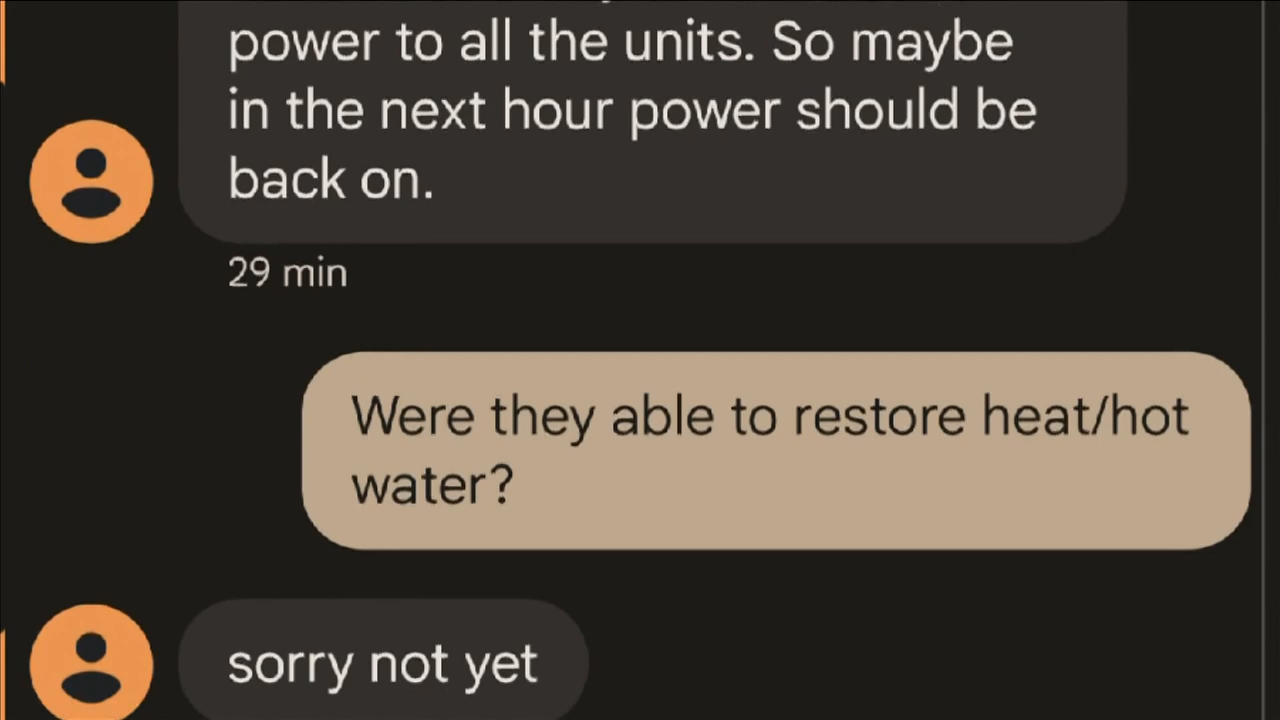 power to all the units. So maybe
in the next hour power should be
back on.
29 min
Were they able to restore heat/hot
water?
sorry not yet